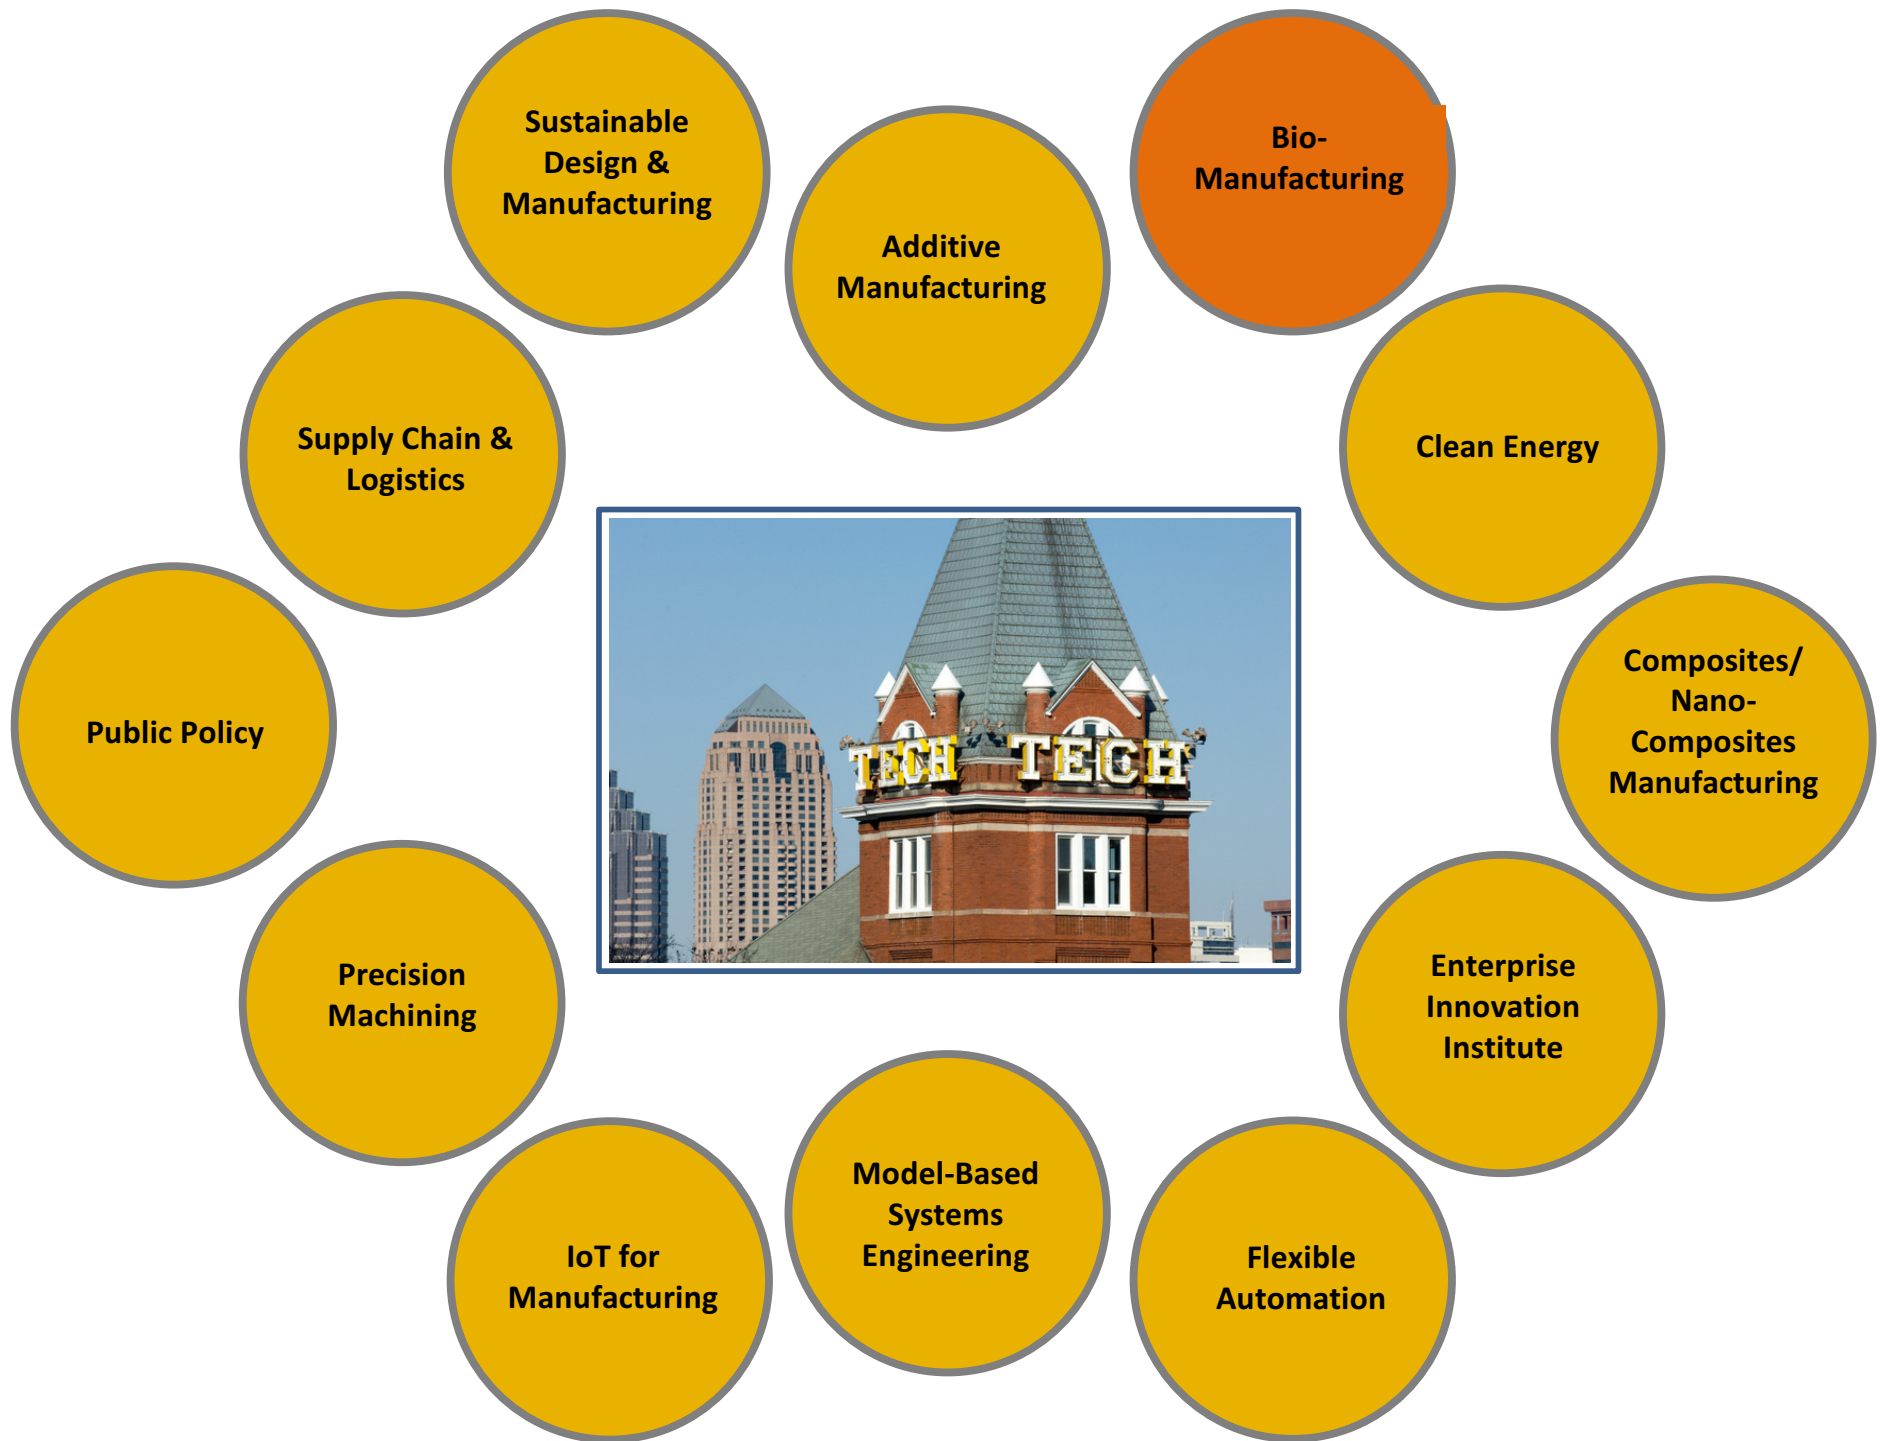 Sustainable
Design &
Manufacturing
Additive
Manufacturing
Bio-
Manufacturing
Supply Chain &
Logistics
Clean Energy
Public Policy
TECH TECH
Composites/
Nano-
Composites
Manufacturing
Precision
Machining
Enterprise
Innovation
Institute
IoT for
Manufacturing
Model-Based
Systems
Engineering
Flexible
Automation